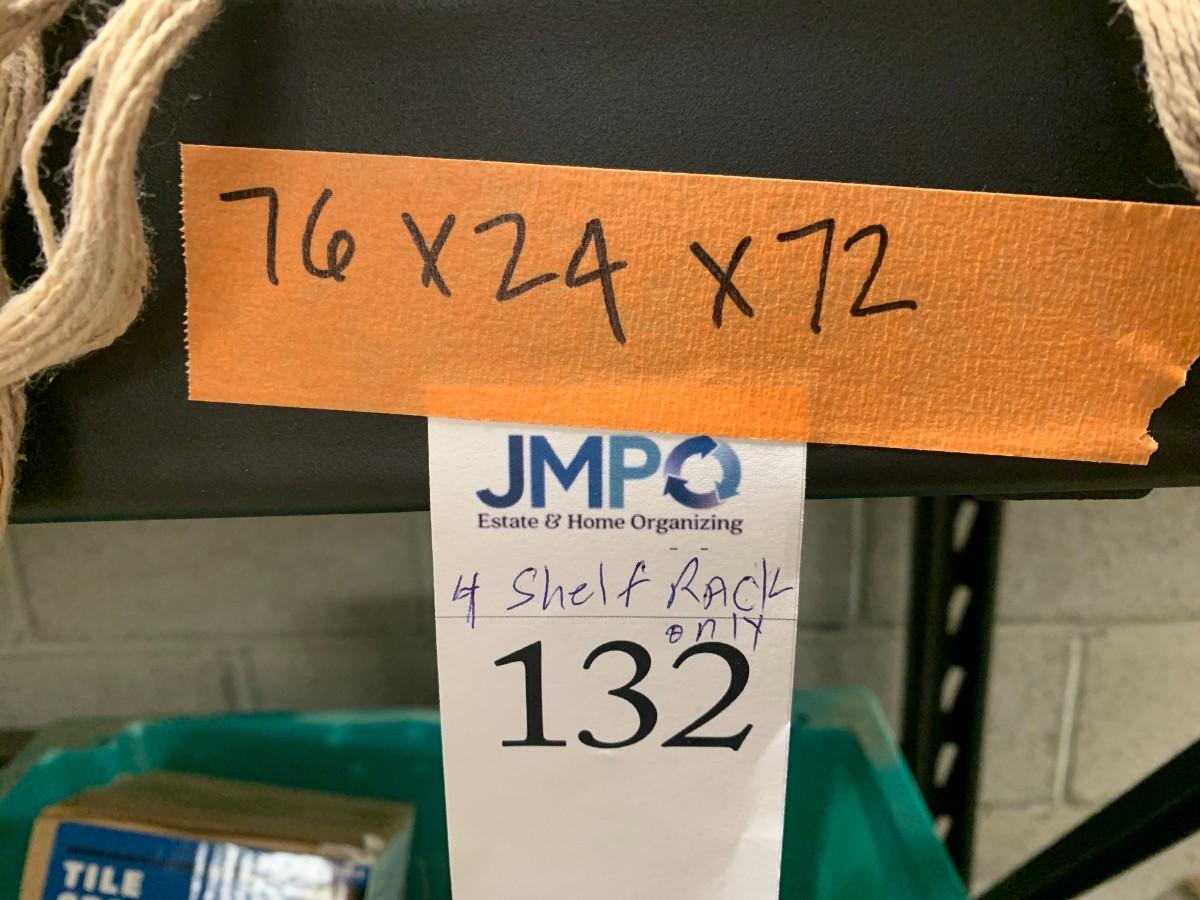 76 x 24 x 72
JMPO
Estate & Home Organizing
4 Shelf RACK
only
132
TILE